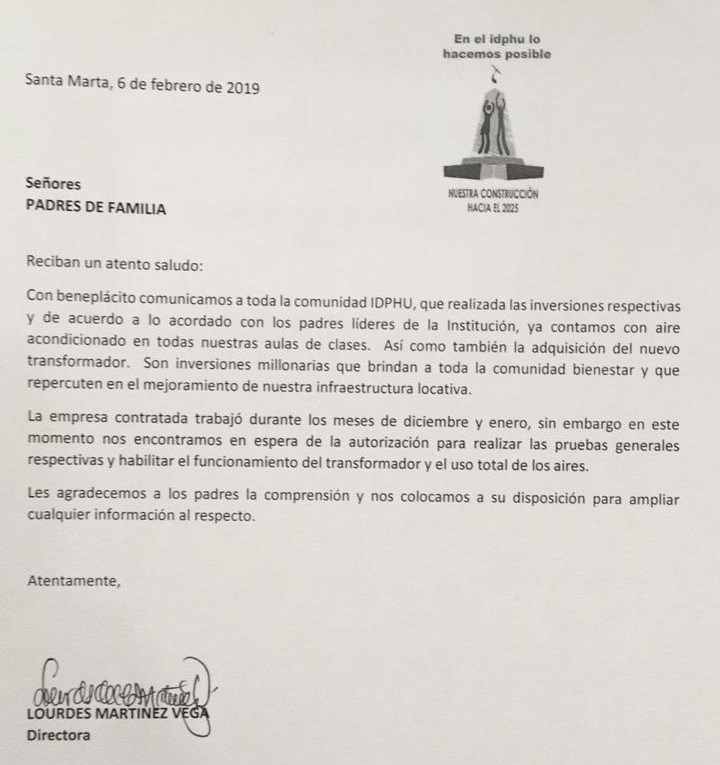 En el idphu lo
hacemos posible
Santa Marta, 6 de febrero de 2019
NUESTRA CONSTRUCCIÓN
HACIA EL 2025
Señores
PADRES DE FAMILIA
Reciban un atento saludo:
Con beneplácito comunicamos a toda la comunidad IDPHU, que realizada las inversiones respectivas
y de acuerdo a lo acordado con los padres líderes de la Institución, ya contamos con aire
acondicionado en todas nuestras aulas de clases. Así como también la adquisición del nuevo
transformador. Son inversiones millonarias que brindan a toda la comunidad bienestar y que
repercuten en el mejoramiento de nuestra infraestructura locativa.
La empresa contratada trabajó durante los meses de diciembre y enero, sin embargo en este
momento nos encontramos en espera de la autorización para realizar las pruebas generales
respectivas y habilitar el funcionamiento del transformador y el uso total de los aires.
Les agradecemos a los padres la comprensión y nos colocamos a su disposición para ampliar
cualquier información al respecto.
Atentamente,
LOURDES MARTINEZ VEGA
Directora